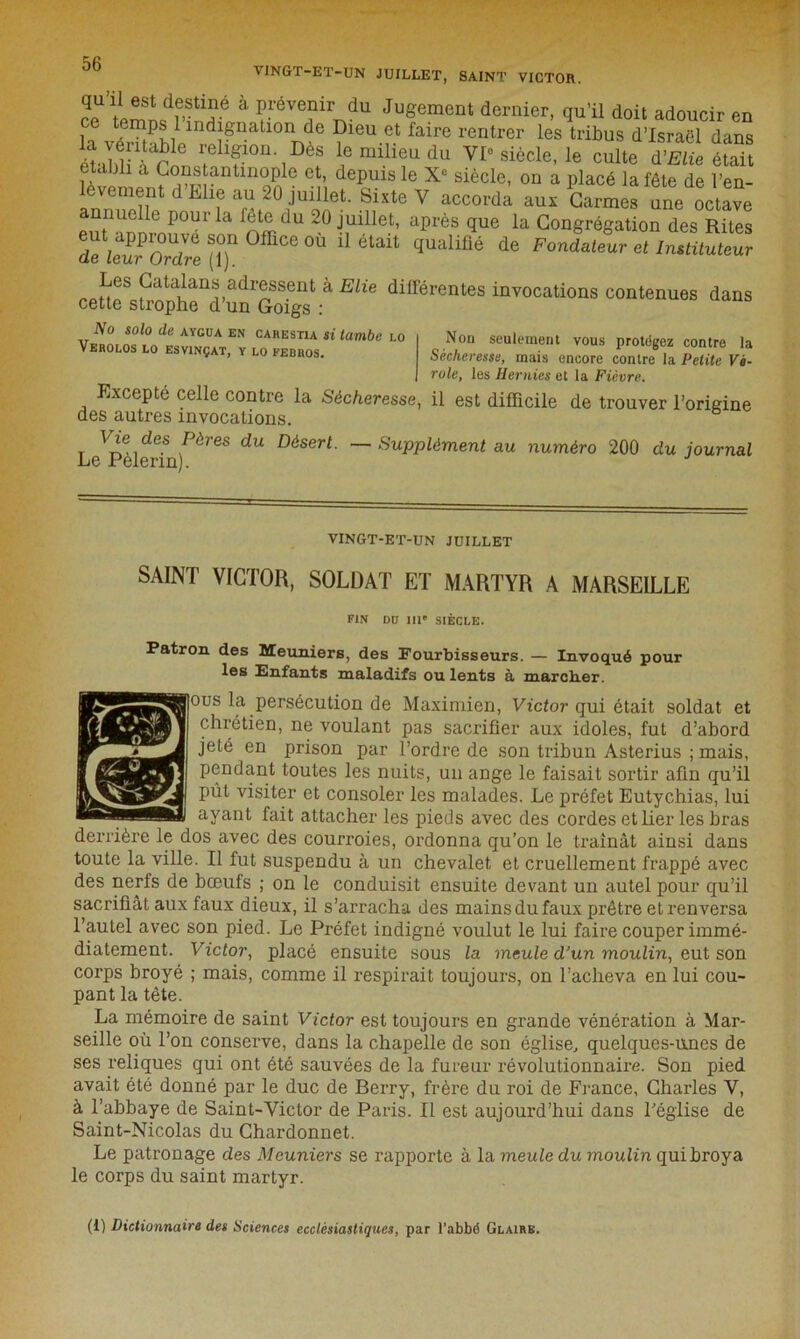 56
VINGT-ET-UN JUILLET, SAINT VICTOR.
qu'il est destiné à prévenir du Jugement dernier, qu'il doit adoucir en
ce temps l'indignation de Dieu et faire rentrer les tribus d'Israël dans
la véritable religion. Dès le milieu du VIe siècle, le culte d'Elie était
établi à Constantinople et, depuis le Xe siècle, on a placé la fête de l'en-
lèvement d'Elie au 20 juillet. Sixte V accorda aux Carmes une octave
annuelle pour la fête du 20 juillet, après que la Congrégation des Rites
eut approuvé son Office où il était qualifié de Fondateur et Instituteur
de leur Ordre (1).
Les Catalans adressent à Elie différentes invocations contenues dans
cette strophe d'un Goigs :
No solo de AYGUA EN CARESTIA si tambe LO
VEROLOS LO ESVINÇAT, Y LO FEBROS.
Non seulement vous protégez contre la
Sécheresse, mais encore contre la Petite Vé-
role, les Hernies et la Fièvre.
Excepté celle contre la Sécheresse, il est difficile de trouver l'origine
des autres invocations.
Vie des Pères du Désert. — Supplément au numéro 200 du journal
Le Pèlerin).
VINGT-ET-UN JUILLET
SAINT VICTOR, SOLDAT ET MARTYR A MARSEILLE
FIN DU IIIe SIÈCLE.
Patron des Meuniers, des Fourbisseurs. — Invoqué pour
les Enfants maladifs ou lents à marcher.
Sous la persécution de Maximien, Victor qui était soldat et
chrétien, ne voulant pas sacrifier aux idoles, fut d'abord
jeté en prison par l'ordre de son tribun Asterius ; mais,
pendant toutes les nuits, un ange le faisait sortir afin qu'il
pût visiter et consoler les malades. Le préfet Eutychias, lui
ayant fait attacher les pieds avec des cordes et lier les bras
derrière le dos avec des courroies, ordonna qu'on le traînât ainsi dans
toute la ville. Il fut suspendu à un chevalet et cruellement frappé avec
des nerfs de bœufs ; on le conduisit ensuite devant un autel pour qu'il
sacrifiât aux faux dieux, il s'arracha des mains du faux prêtre et renversa
l'autel avec son pied. Le Préfet indigné voulut le lui faire couper immé-
diatement. Victor, placé ensuite sous la meule d'un moulin, eut son
corps broyé ; mais, comme il respirait toujours, on l'acheva en lui cou-
pant la tête.
La mémoire de saint Victor est toujours en grande vénération à Mar-
seille où l'on conserve, dans la chapelle de son église, quelques-unes de
ses reliques qui ont été sauvées de la fureur révolutionnaire. Son pied
avait été donné par le duc de Berry, frère du roi de France, Charles V,
à l'abbaye de Saint-Victor de Paris. Il est aujourd'hui dans l'église de
Saint-Nicolas du Chardonnet.
Le patronage des Meuniers se rapporte à la meule du moulin qui broya
le corps du saint martyr.
(1) Dictionnaire des Sciences ecclésiastiques, par l'abbé GLAIRE.